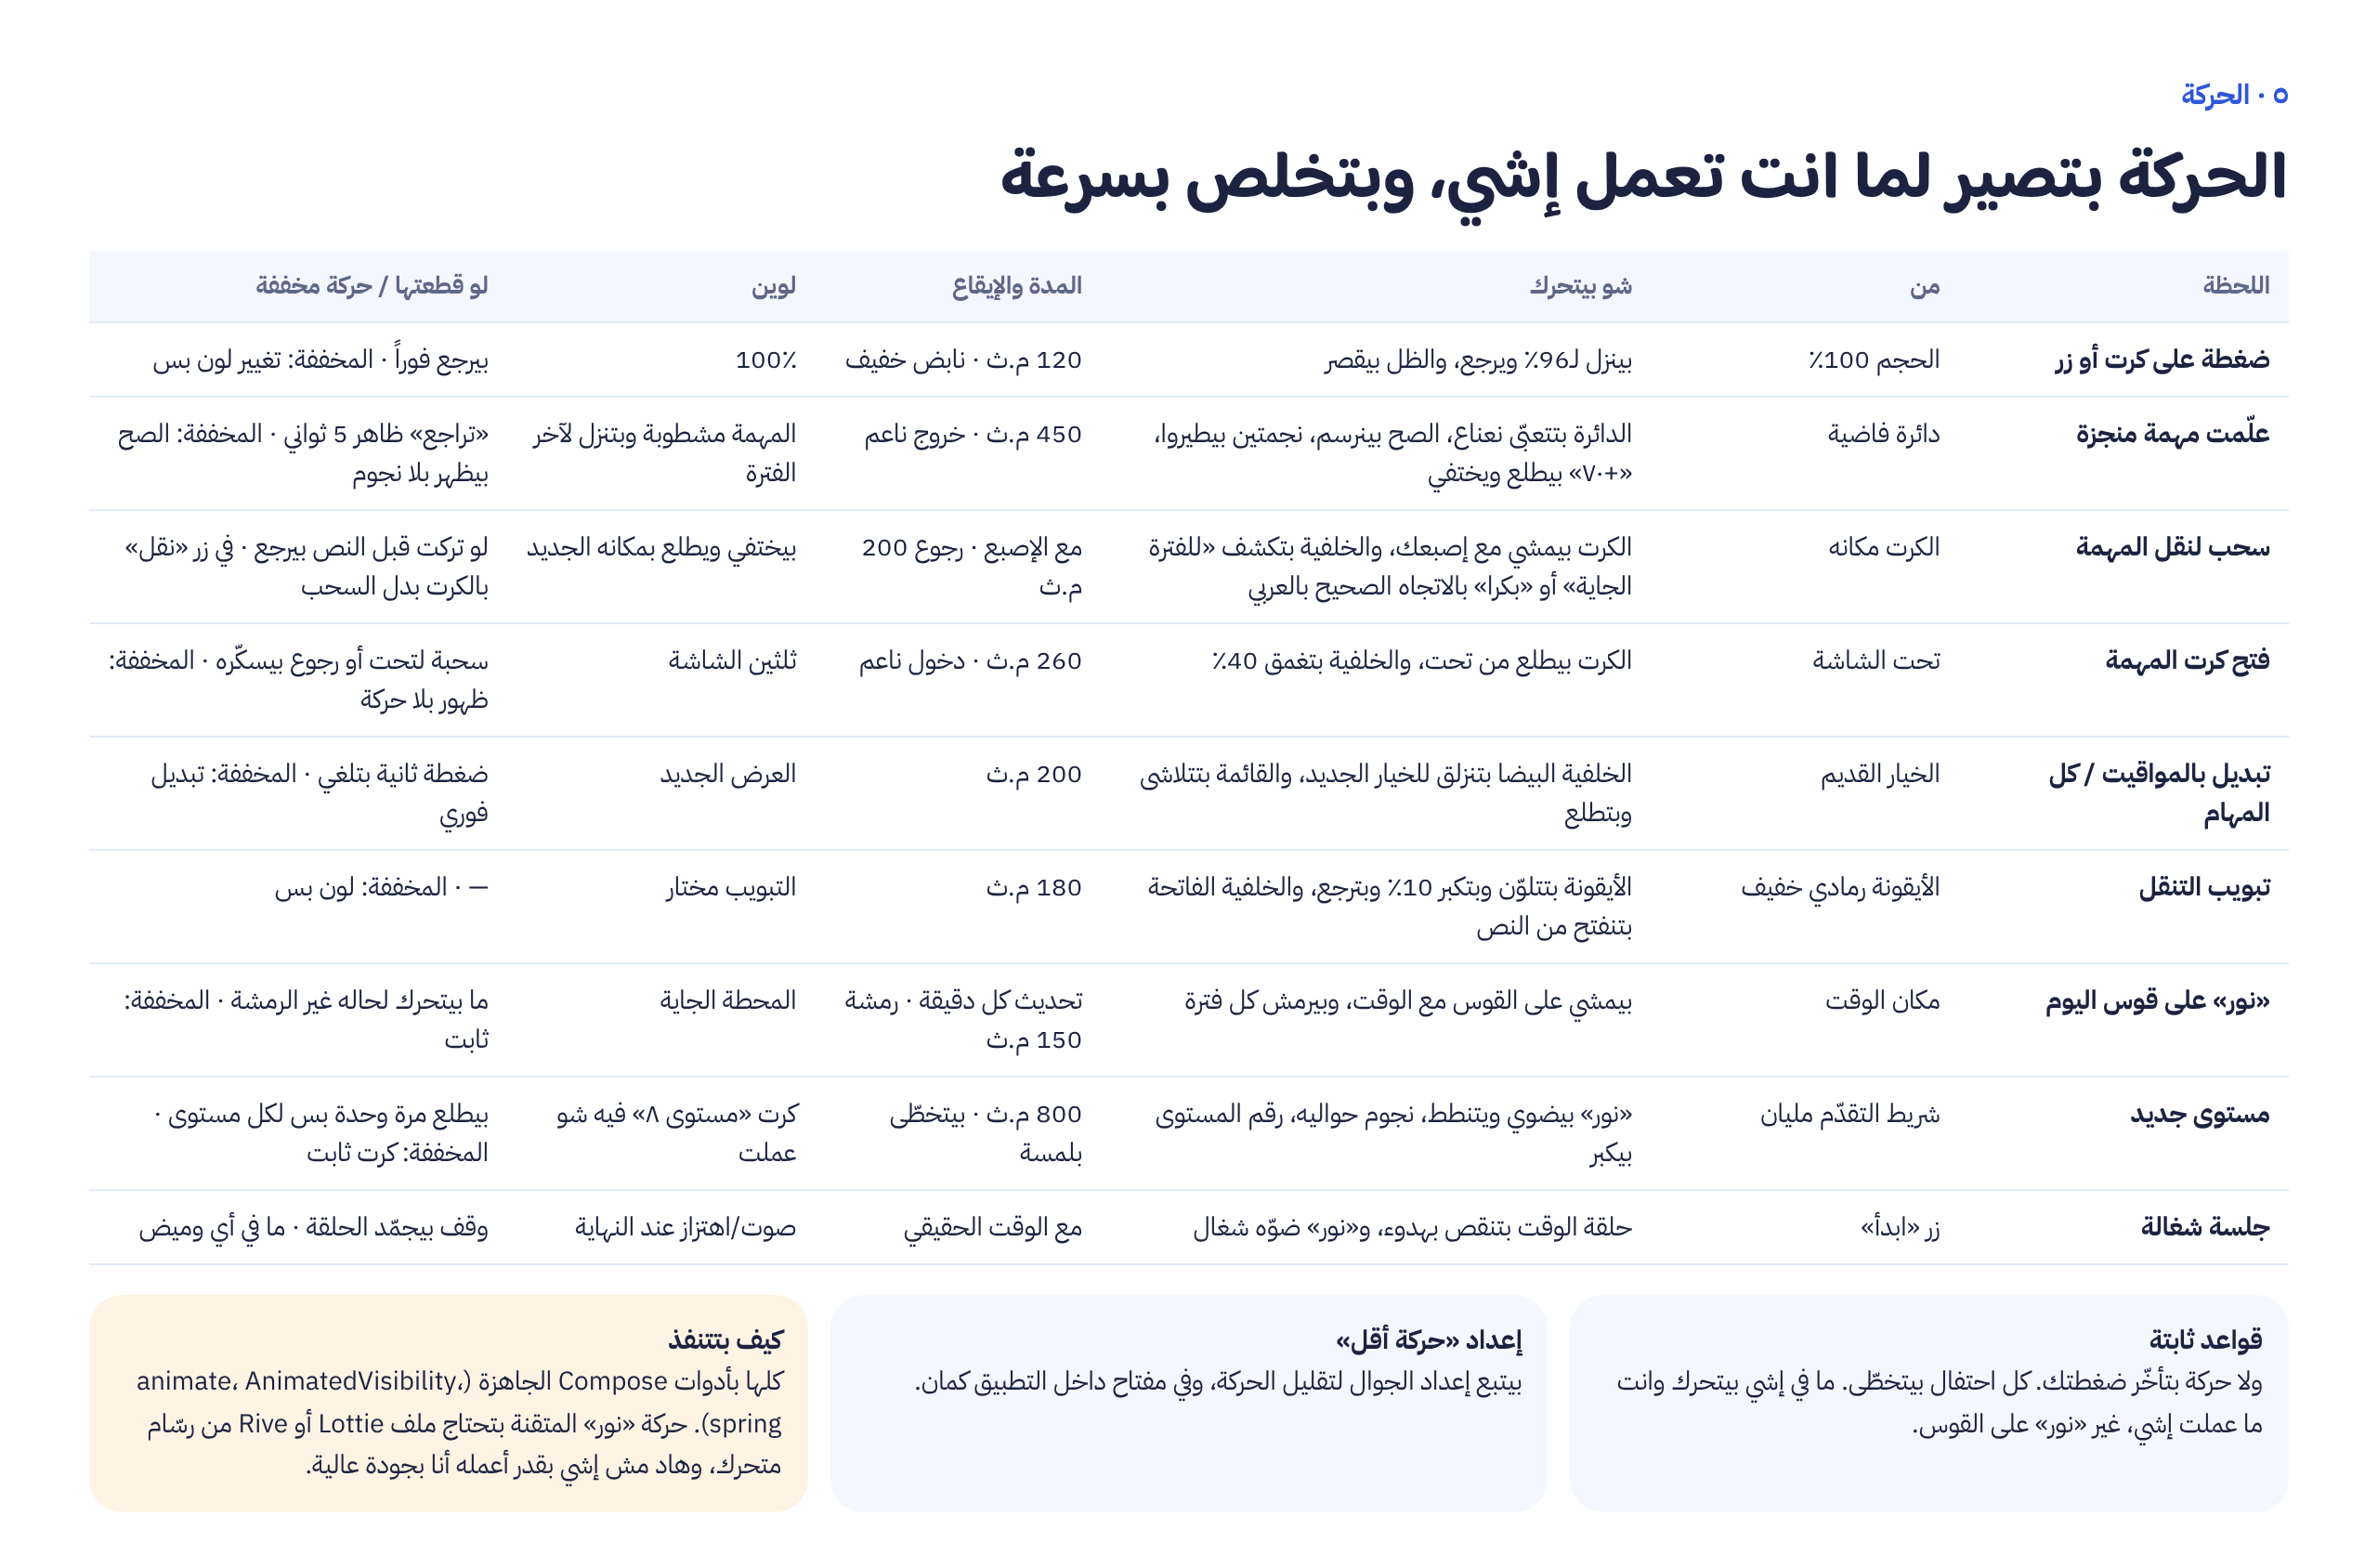 ٥ · الحركة
الحركة بتصير لما انت تعمل إشي، وبتخلص بسرعة
اللحظة	من	شو بيتحرك	المدة والإيقاع	لوين	لو قطعتها / حركة مخففة
ضغطة على كرت أو زر	الحجم 100٪	بينزل لـ96٪ ويرجع، والظل بيقصر	120 م.ث · نابض خفيف	100٪	بيرجع فوراً · المخففة: تغيير لون بس
علّمت مهمة منجزة	دائرة فاضية	الدائرة بتتعبّى نعناع، الصح بينرسم، نجمتين بيطيروا،	450 م.ث · خروج ناعم	المهمة مشطوبة وبتنزل لآخر	«تراجع» ظاهر 5 ثواني · المخففة: الصح
«+٧٠» بيطلع ويختفي	الفترة	بيظهر بلا نجوم
سحب لنقل المهمة	الكرت مكانه	الكرت بيمشي مع إصبعك، والخلفية بتكشف «للفترة	مع الإصبع · رجوع 200	بيختفي ويطلع بمكانه الجديد	لو تركت قبل النص بيرجع · في زر «نقل»
الجاية» أو «بكرا» بالاتجاه الصحيح بالعربي	م.ث	بالكرت بدل السحب
فتح كرت المهمة	تحت الشاشة	الكرت بيطلع من تحت، والخلفية بتغمق 40٪	260 م.ث · دخول ناعم	ثلثين الشاشة	سحبة لتحت أو رجوع بيسكّره · المخففة:
ظهور بلا حركة
تبديل بالمواقيت / كل	الخيار القديم	الخلفية البيضا بتنزلق للخيار الجديد، والقائمة بتتلاشى	200 م.ث	العرض الجديد	ضغطة ثانية بتلغي · المخففة: تبديل
المهام	وبتطلع	فوري
تبويب التنقل	الأيقونة رمادي خفيف	الأيقونة بتتلوّن وبتكبر 10٪ وبترجع، والخلفية الفاتحة	180 م.ث	التبويب مختار	— · المخففة: لون بس
بتنفتح من النص
«نور» على قوس اليوم	مكان الوقت	بيمشي على القوس مع الوقت، وبيرمش كل فترة	تحديث كل دقيقة · رمشة	المحطة الجاية	ما بيتحرك لحاله غير الرمشة · المخففة:
150 م.ث	ثابت
مستوى جديد	شريط التقدّم مليان	«نور» بيضوي ويتنطط، نجوم حواليه، رقم المستوى	800 م.ث · بيتخطّى	كرت «مستوى ٨» فيه شو	بيطلع مرة وحدة بس لكل مستوى ·
بيكبر	بلمسة	عملت	المخففة: كرت ثابت
جلسة شغالة	زر «ابدأ»	حلقة الوقت بتنقص بهدوء، و«نور» ضوّه شغال	مع الوقت الحقيقي	صوت/اهتزاز عند النهاية	وقف بيجمّد الحلقة · ما في أي وميض
قواعد ثابتة
ولا حركة بتأخّر ضغطتك. كل احتفال بيتخطّى. ما في إشي بيتحرك وانت
ما عملت إشي، غير «نور» على القوس.
إعداد «حركة أقل»
بيتبع إعداد الجوال لتقليل الحركة، وفي مفتاح داخل التطبيق كمان.
كيف بتتنفذ
كلها بأدوات Compose الجاهزة (animate، AnimatedVisibility،
spring). حركة «نور» المتقنة بتحتاج ملف Lottie أو Rive من رسّام
متحرك، وهاد مش إشي بقدر أعمله أنا بجودة عالية.